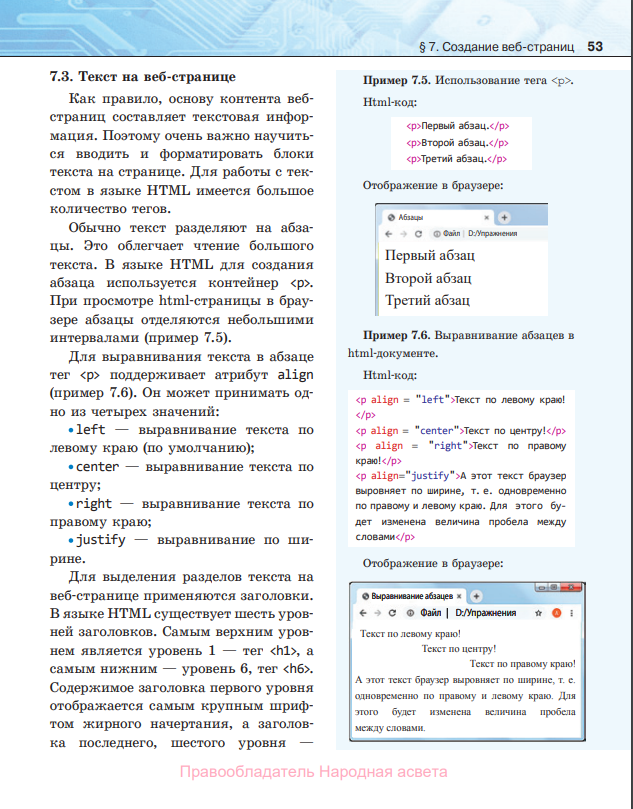 § 7. Создание веб-страниц 53
7.3. Текст на веб-странице
Как правило, основу контента веб-
страниц составляет текстовая инфор-
мация. Поэтому очень важно научить-
ся вводить и форматировать блоки
текста на странице. Для работы с тек-
стом в языке HTML имеется большое
количество тегов.
Обычно текст разделяют на абза-
цы. Это облегчает чтение большого
текста. В языке HTML для создания
абзаца используется контейнер <p>.
При просмотре html-страницы в брау-
зере абзацы отделяются небольшими
интервалами (пример 7.5).
Для выравнивания текста в абзаце
тег <p> поддерживает атрибут align
(пример 7.6). Он может принимать од-
но из четырех значений:
• left — выравнивание текста по
левому краю (по умолчанию);
• center — выравнивание текста по
центру;
• right — выравнивание текста по
правому краю;
• justify — выравнивание по ши-
рине.
Для выделения разделов текста на
веб-странице применяются заголовки.
В языке HTML существует шесть уров-
ней заголовков. Самым верхним уров-
нем является уровень 1 — тег <h1>, а
самым нижним — уровень 6, тег <h6>.
Содержимое заголовка первого уровня
отображается самым крупным шриф-
том жирного начертания, а заголов-
ка последнего, шестого уровня —
Пример 7.5. Использование тега <p>.
Html-код:
<p>Первый абзац.</p>
<p>Второй абзац.</p>
<p>Третий абзац.</p>
Отображение в браузере:
Абзацы
Файл | D:/Упражнения
Первый абзац
Второй абзац
Третий абзац
Пример 7.6. Выравнивание абзацев в
html-документе.
Html-код:
<p align = "left">Текст по левому краю!
</p>
<p align = "center">Текст по центру!</p>
<p align = "right">Текст по правому
краю!</p>
<p align="justify">А этот текст браузер
выровняет по ширине, т. е. одновременно
по правому и левому краю. Для этого бу-
дет изменена величина пробела между
словами</p>
Отображение в браузере:
Выравнивание абзацев
Файл | D:/Упражнения
Текст по левому краю!
Текст по центру!
Текст по правому краю!
А этот текст браузер выровняет по ширине, т. е.
одновременно по правому и левому краю. Для
этого будет изменена величина пробела
между словами.
Правообладатель Народная асвета